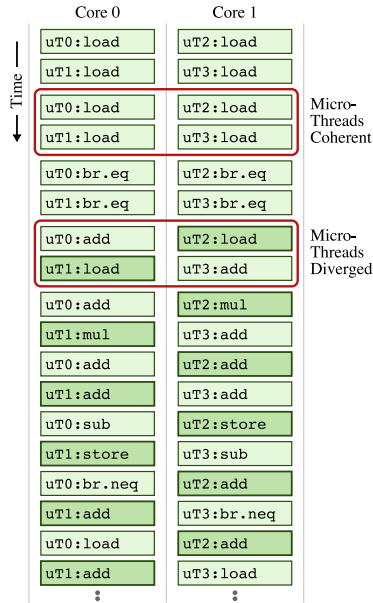 Core 0 Core 1
Time
uT0:load uT2:load
uT1:load uT3:load
uT0:load uT2:load
uT1:load uT3:load
Micro-
Threads
Coherent
uT0:br.eq uT2:br.eq
uT1:br.eq uT3:br.eq
uT0:add uT2:load
uT1:load uT3:add
Micro-
Threads
Diverged
uT0:add uT2:mul
uT1:mul uT3:add
uT0:add uT2:add
uT1:add uT3:add
uT0:sub uT2:store
uT1:store uT3:sub
uT0:br.neq uT2:add
uT1:add uT3:br.neq
uT0:load uT2:add
uT1:add uT3:load